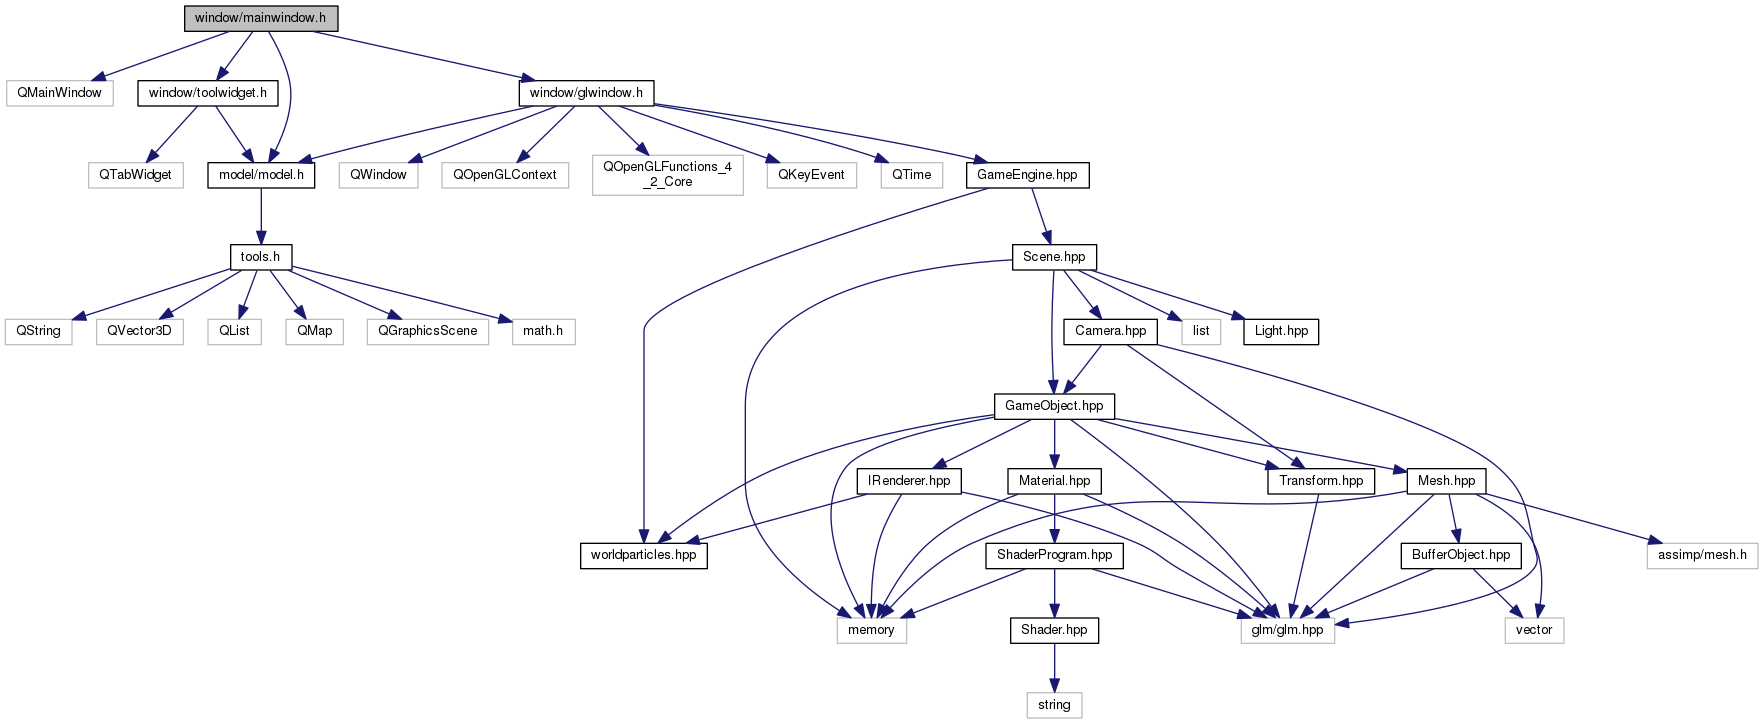 window/mainwindow.h
QMainWindow
window/toolwidget.h
window/glwindow.h
QTabWidget
model/model.h
QWindow
QOpenGLContext
QOpenGLFunctions_4
_2_Core
QKeyEvent
QTime
GameEngine.hpp
tools.h
Scene.hpp
QString
QVector3D
QList
QMap
QGraphicsScene
math.h
Camera.hpp
list
Light.hpp
GameObject.hpp
IRenderer.hpp
Material.hpp
Transform.hpp
Mesh.hpp
worldparticles.hpp
ShaderProgram.hpp
BufferObject.hpp
assimp/mesh.h
memory
Shader.hpp
glm/glm.hpp
vector
string